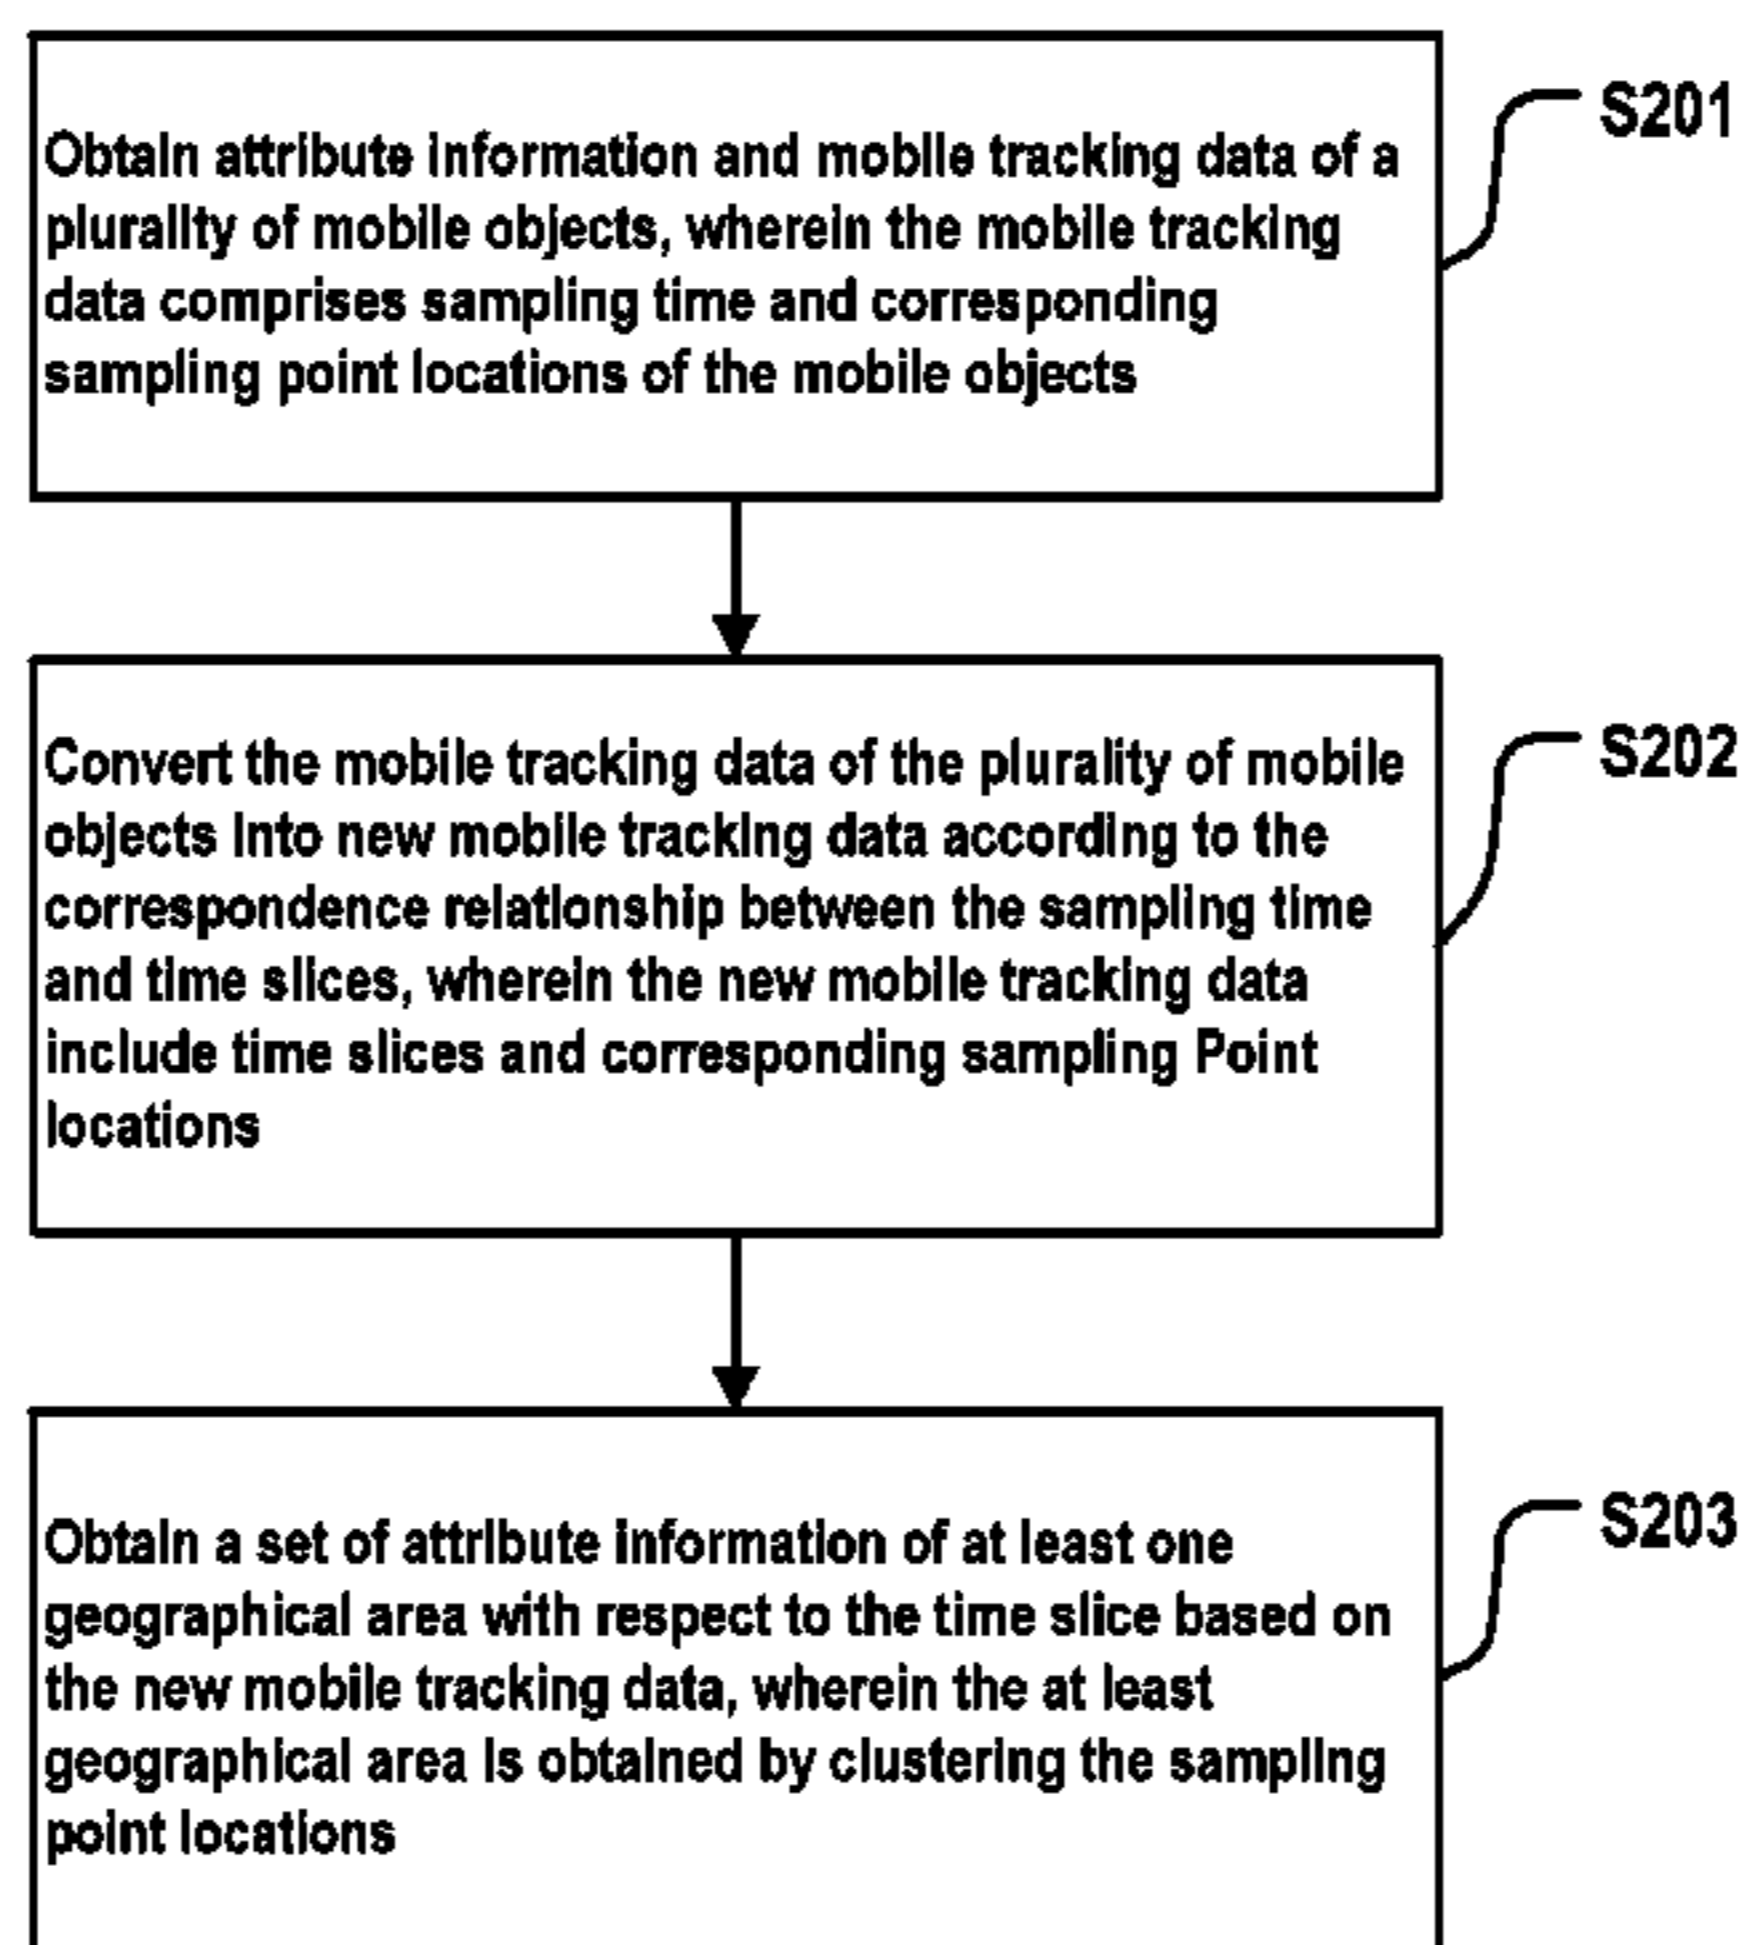 Obtain attribute information and mobile tracking data of a
plurality of mobile objects, wherein the mobile tracking
data comprises sampling time and corresponding
sampling point locations of the mobile objects
S201
Convert the mobile tracking data of the plurality of mobile
objects into new mobile tracking data according to the
correspondence relationship between the sampling time
and time slices, wherein the new mobile tracking data
include time slices and corresponding sampling Point
locations
S202
Obtain a set of attribute information of at least one
geographical area with respect to the time slice based on
the new mobile tracking data, wherein the at least
geographical area is obtained by clustering the sampling
point locations
S203